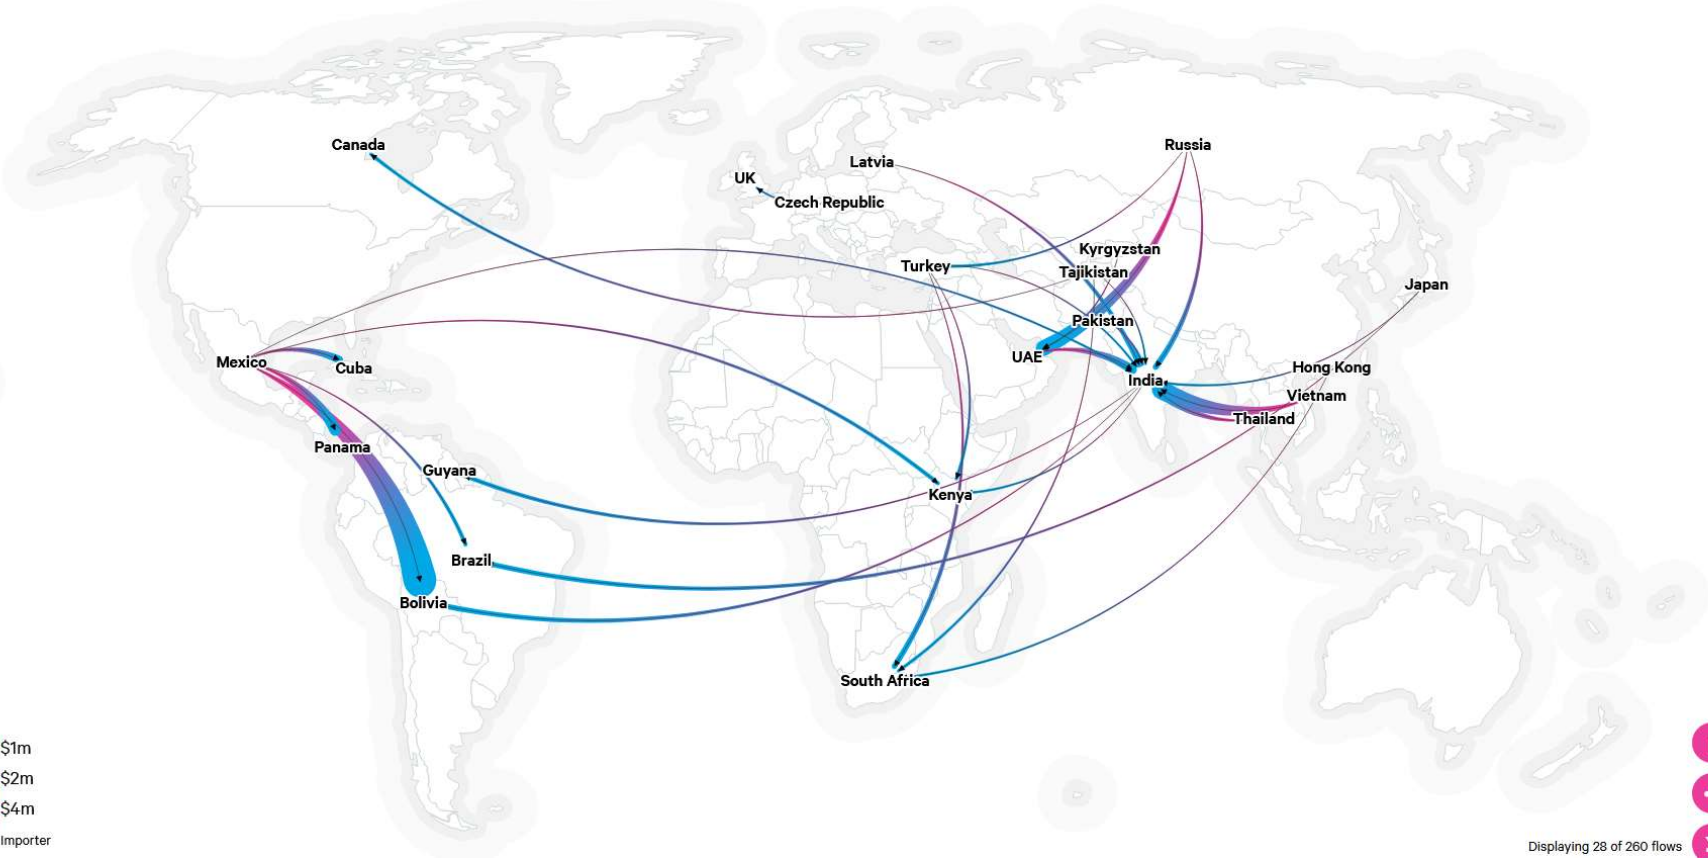 Canada
Russia
Latvia
UK
Czech Republic
Kyrgyzstan
Turkey
Tajikistan
Japan
Pakistan
UAE
Mexico
Cuba
Hong Kong
India
Vietnam
Thailand
Panama
Guyana
Kenya
Brazil
Bolivia
South Africa
$1m
$2m
$4m
Importer
Displaying 28 of 260 flows